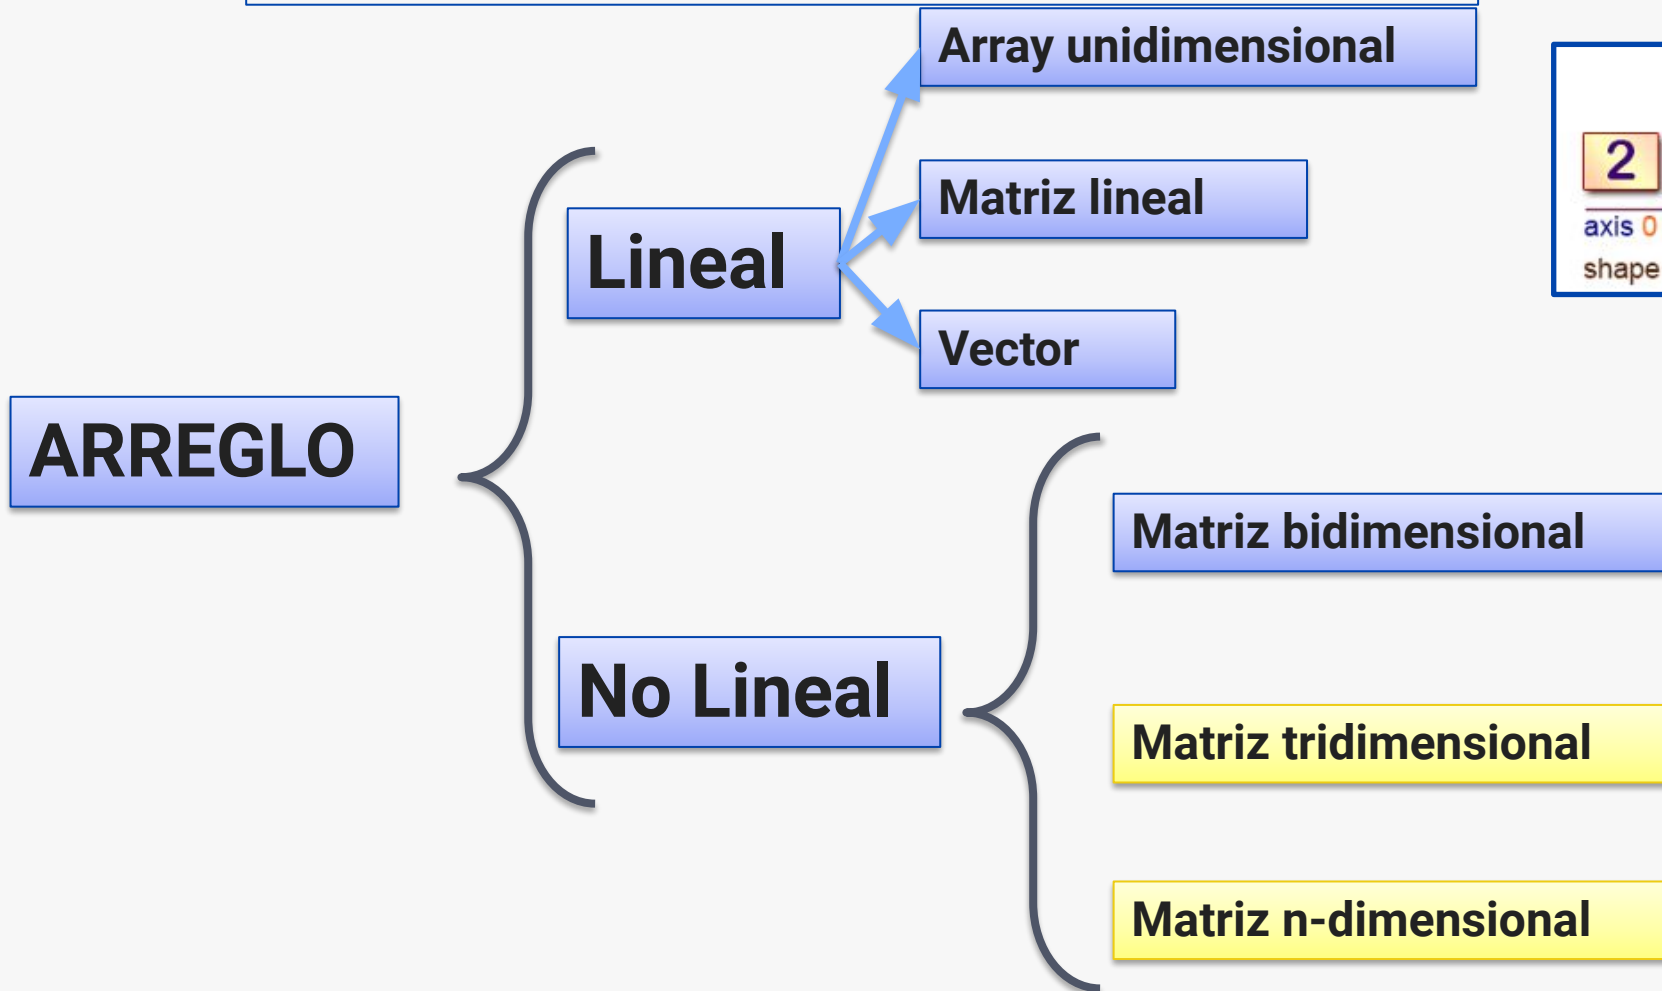 Array unidimensional
2
Matriz lineal
axis 0
Lineal
shape
Vector
ARREGLO
Matriz bidimensional
No Lineal
Matriz tridimensional
Matriz n-dimensional